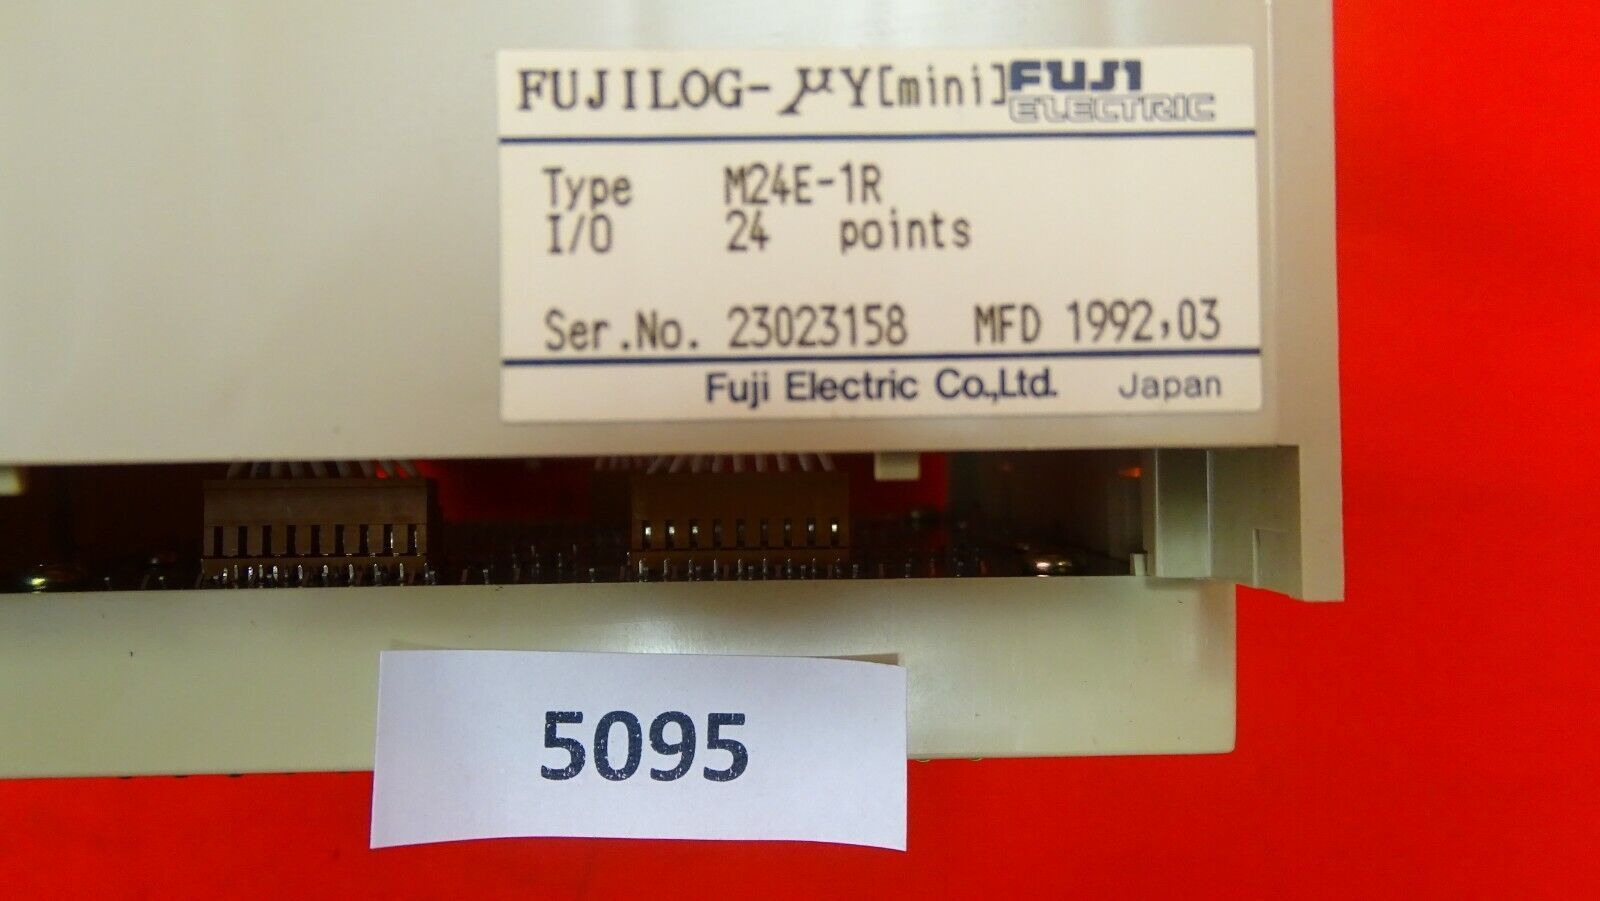 FUJILOG-μY[mini] FUJI ELECTRIC
Type M24E-1R
I/O 24 points
Ser.No. 23023158 MFD 1992,03
Fuji Electric Co.,Ltd. Japan
5095